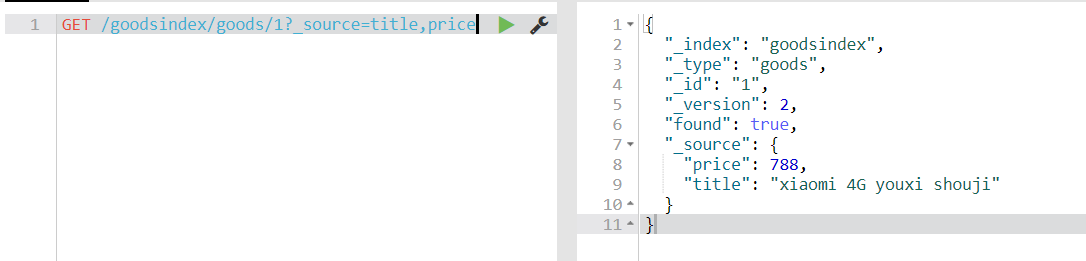 1 GET /goodsindex/goods/1?_source=title,price
1 {
2 "_index": "goodsindex",
3 "_type": "goods",
4 "_id": "1",
5 "_version": 2,
6 "found": true,
7 "_source": {
8 "price": 788,
9 "title": "xiaomi 4G youxi shouji"
10 }
11 }